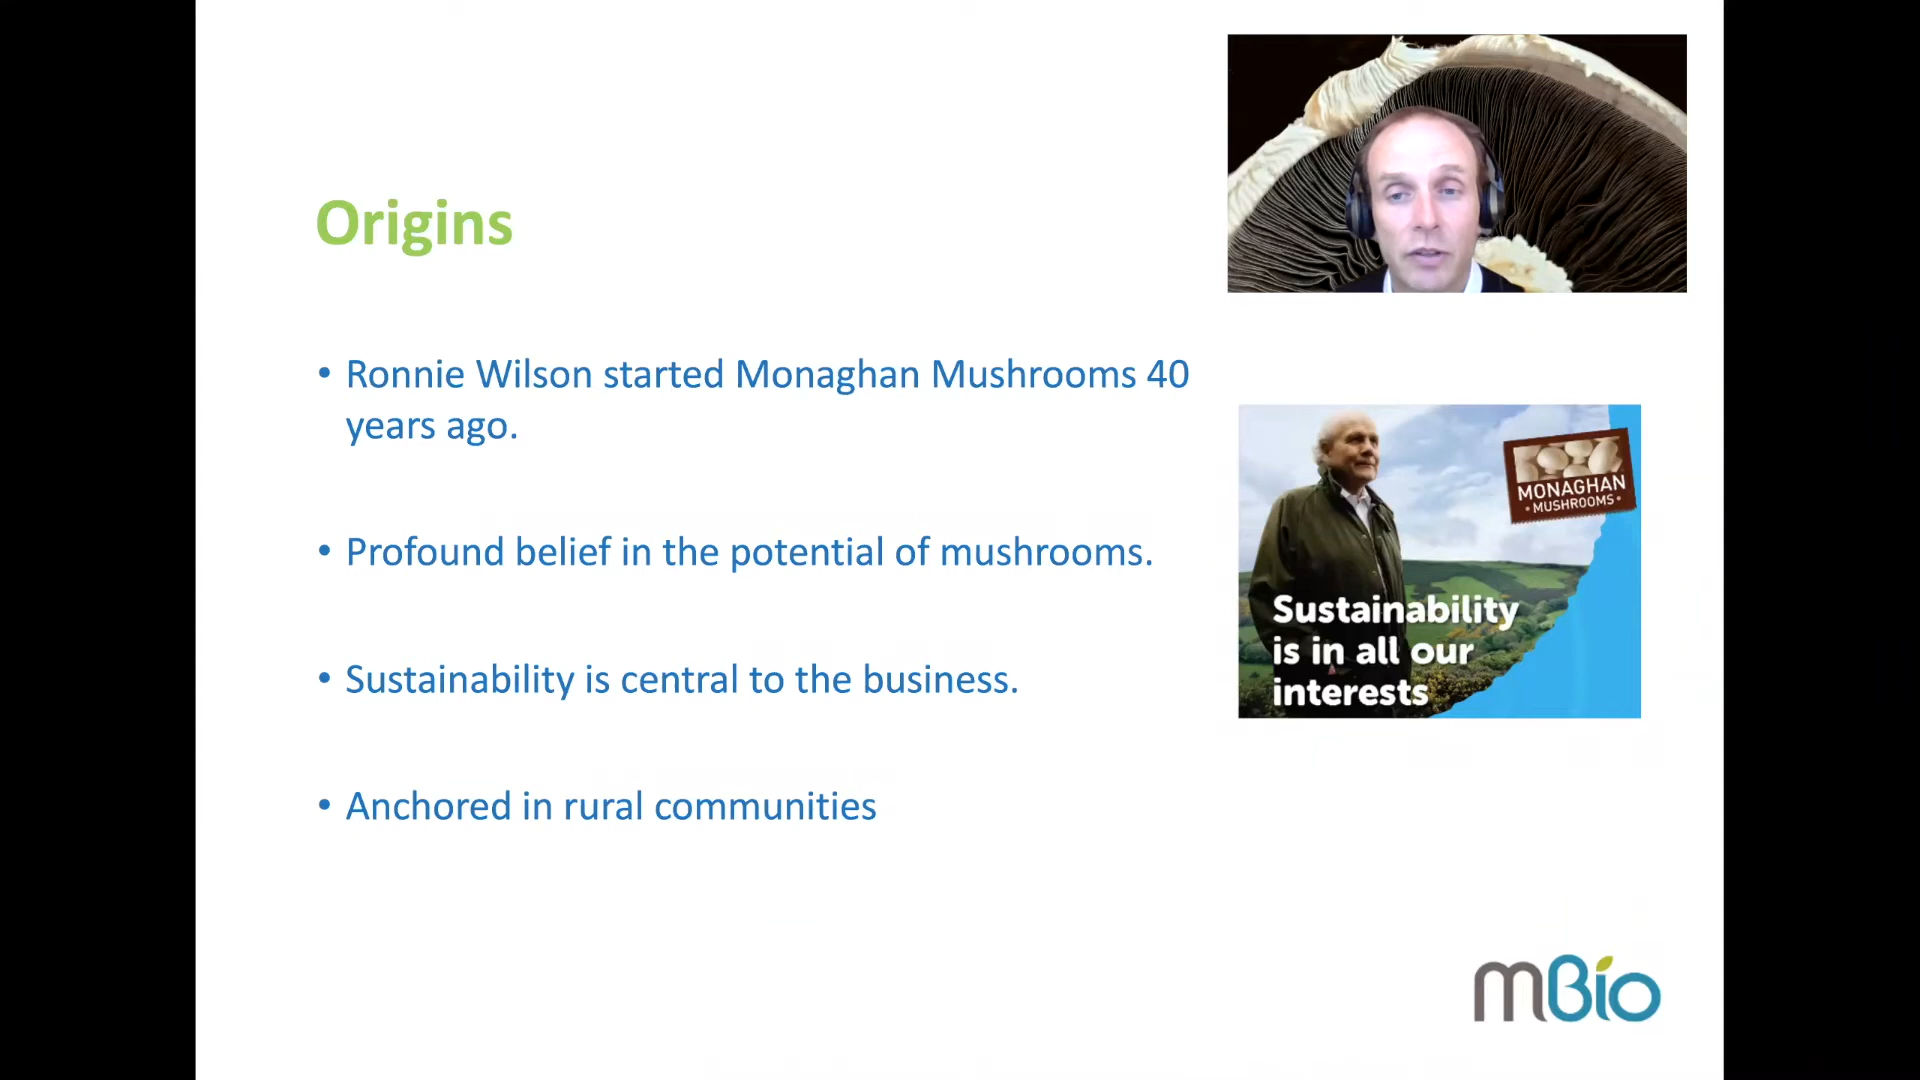 Origins
• Ronnie Wilson started Monaghan Mushrooms 40
years ago.
• Profound belief in the potential of mushrooms.
• Sustainability is central to the business.
• Anchored in rural communities
MONAGHAN
• MUSHROOMS •
Sustainability
is in all our
interests
mBio